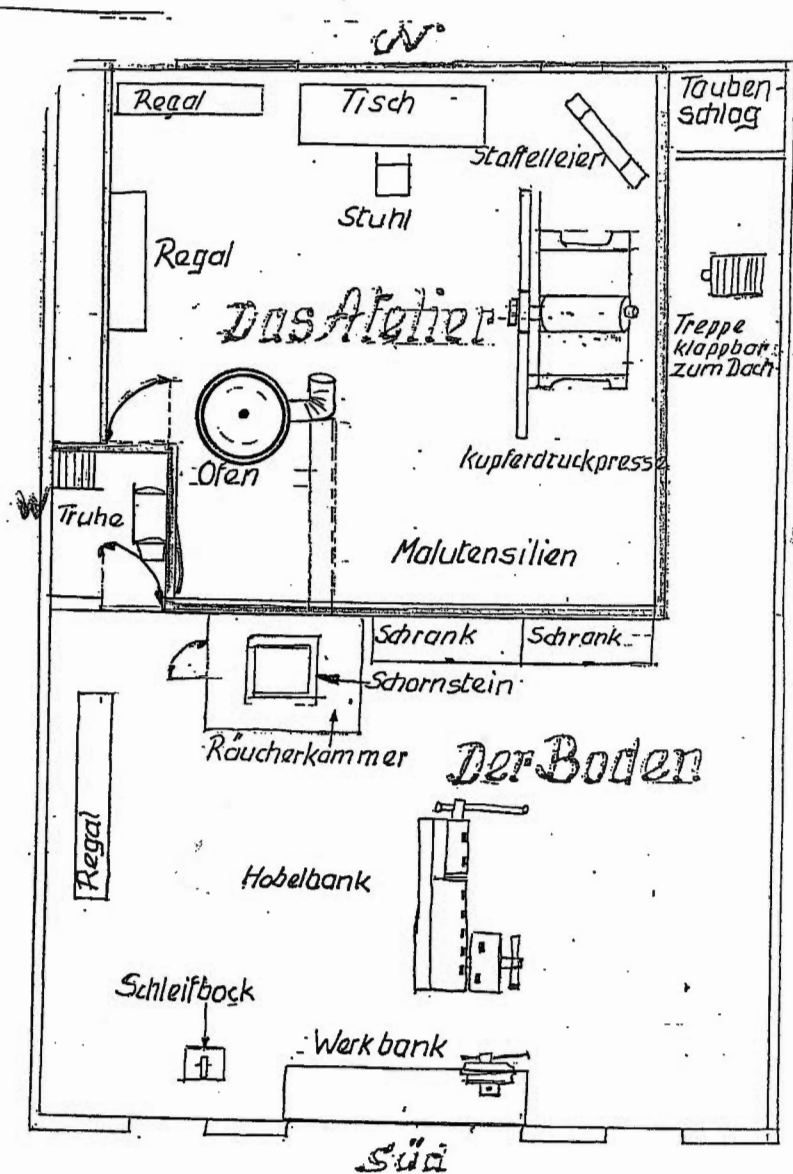 N
Regal
Tisch
Tauben-
schlag
Staffelleien
Stuhl
Regal
Das Atelier
Treppe
klappbar
zum Dach
Ofen
Kupferdruckpresse
W
Truhe
Malutensilien
Schrank
Schrank
Schornstein
Räucherkammer
Der Boden
Regal
Hobelbank
Schleifbock
Werkbank
Süd